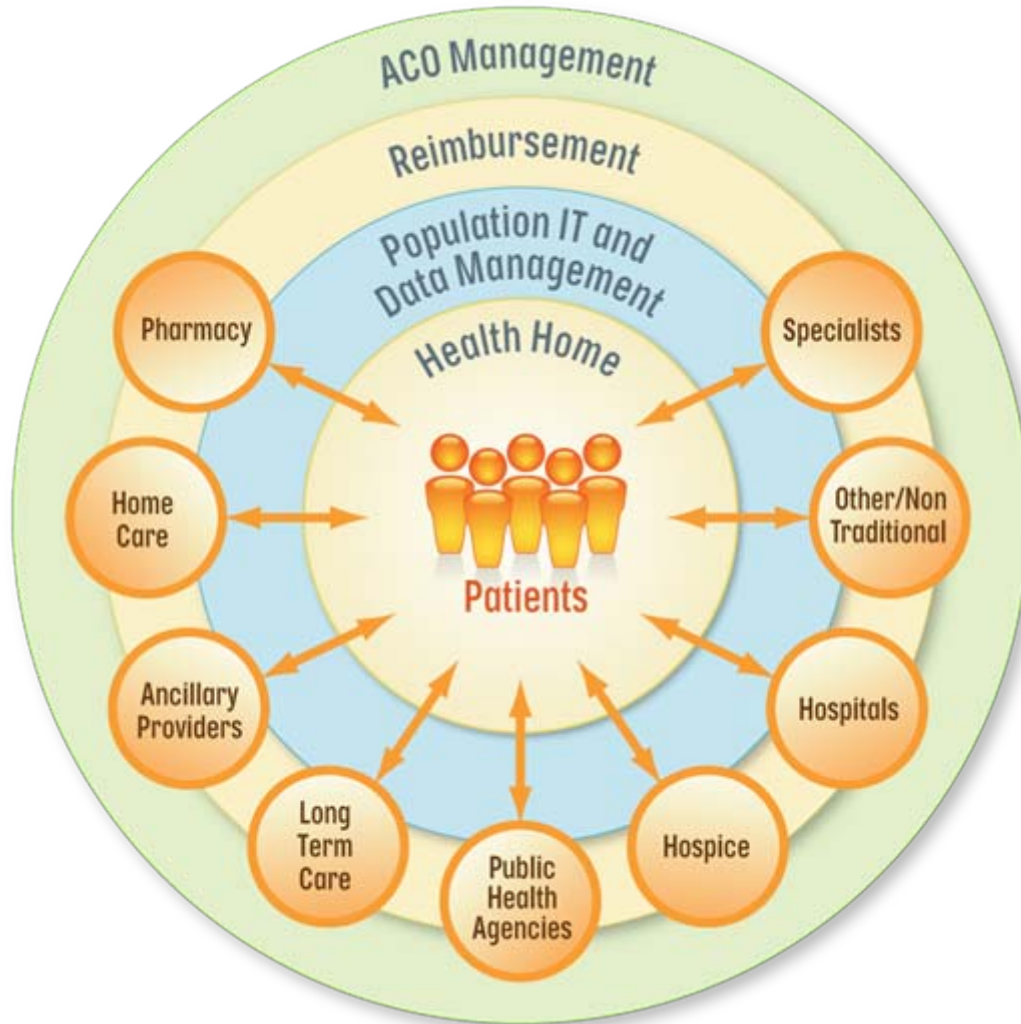 ACO Management
Reimbursement
Population IT and
Data Management
Health Home
Pharmacy
Specialists
Home
Care
Other/Non
Traditional
Patients
Ancillary
Providers
Hospitals
Long
Term
Care
Hospice
Public
Health
Agencies